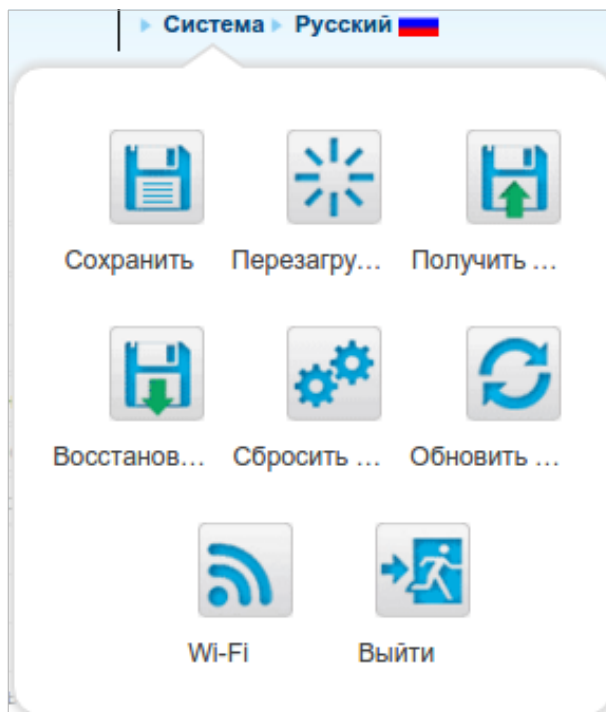 Система Русский
Сохранить Перезагру... Получить ...
Восстанов... Сбросить ... Обновить ...
Wi-Fi Выйти